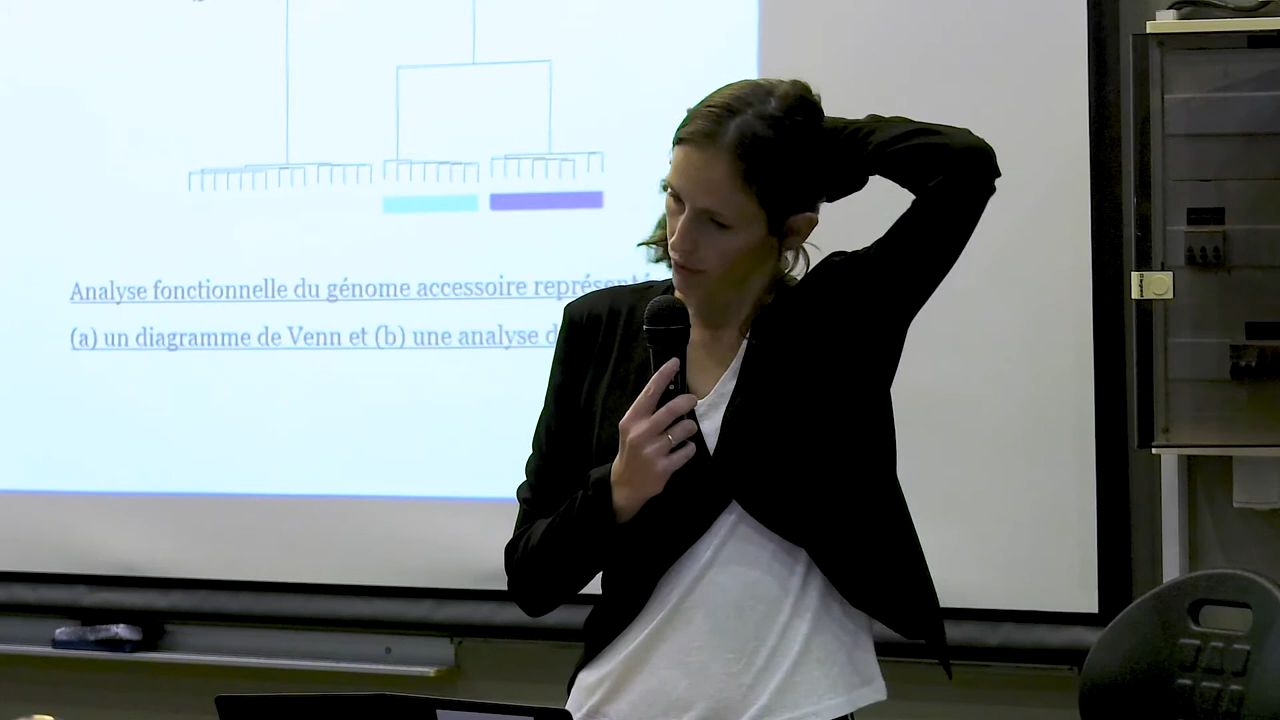 Analyse fonctionnelle du génome accessoire représenté
(a) un diagramme de Venn et (b) une analyse d